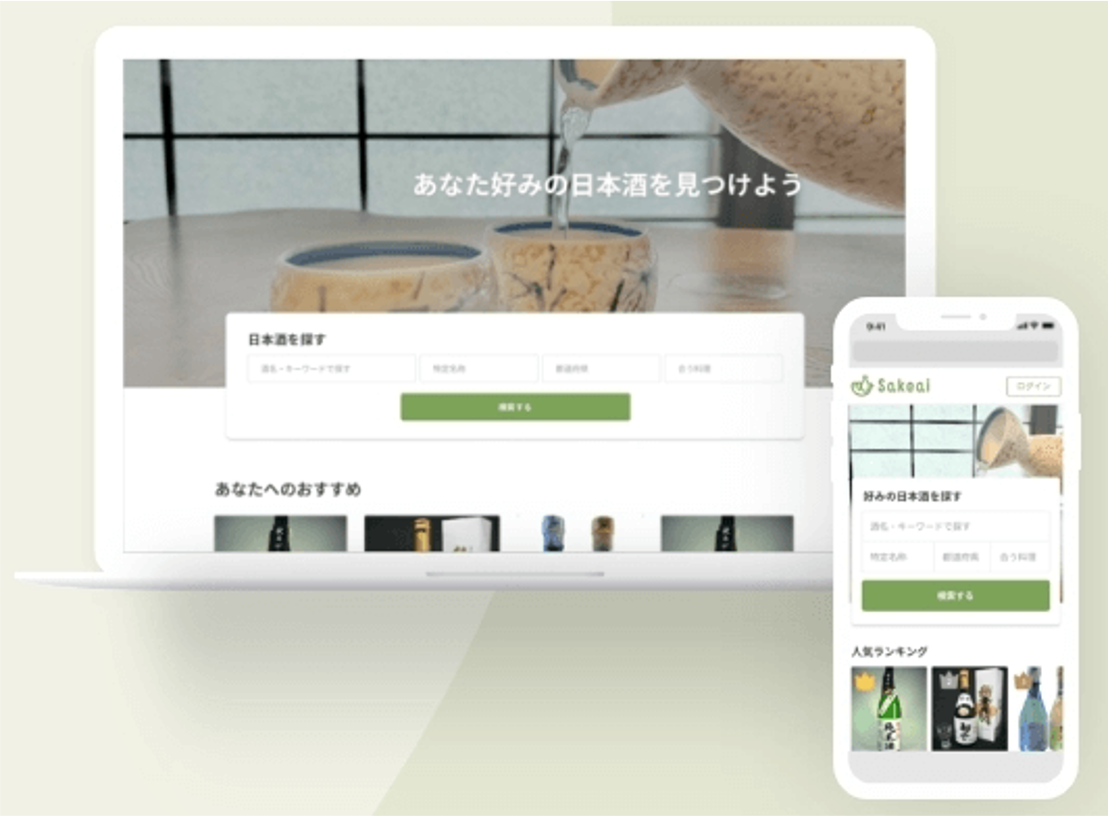 あなた好みの日本酒を見つけよう
日本酒を探す
酒名・キーワードで探す
特定名称
都道府県
合う料理
検索する
あなたへのおすすめ
9:41
Sakeai
ログイン
好みの日本酒を探す
酒名・キーワードで探す
特定名称
都道府県
合う料理
検索する
人気ランキング
純米酒